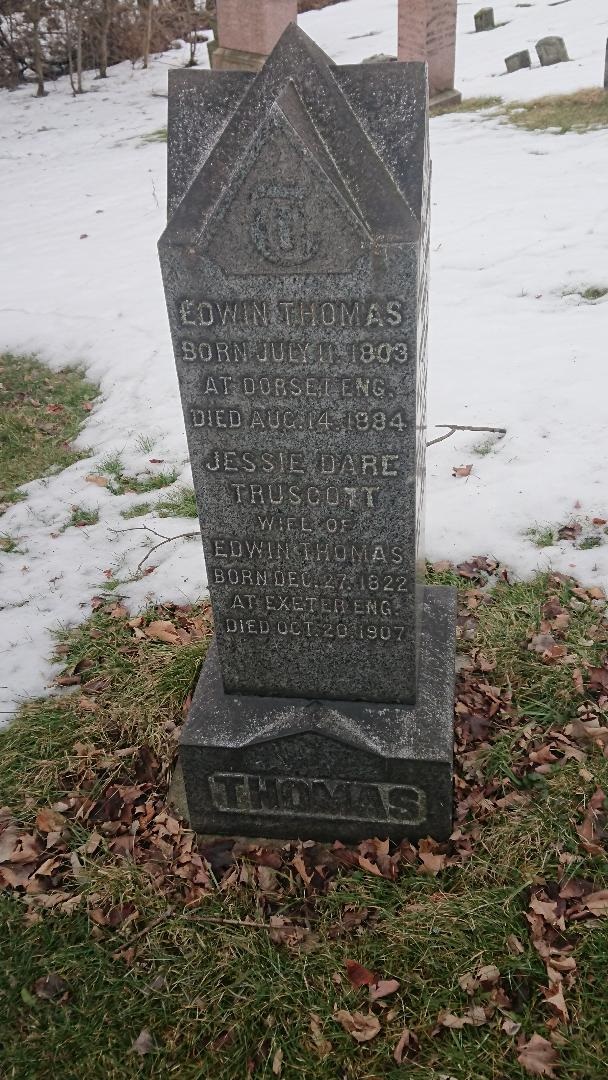 T
EDWIN THOMAS
BORN JULY 11, 1803
AT DORSET ENG.
DIED AUG. 14, 1884
JESSIE DARE
TRUSCOTT
WIFE OF
EDWIN THOMAS
BORN DEC. 27, 1822
AT EXETER ENG.
DIED OCT. 20, 1907
THOMAS